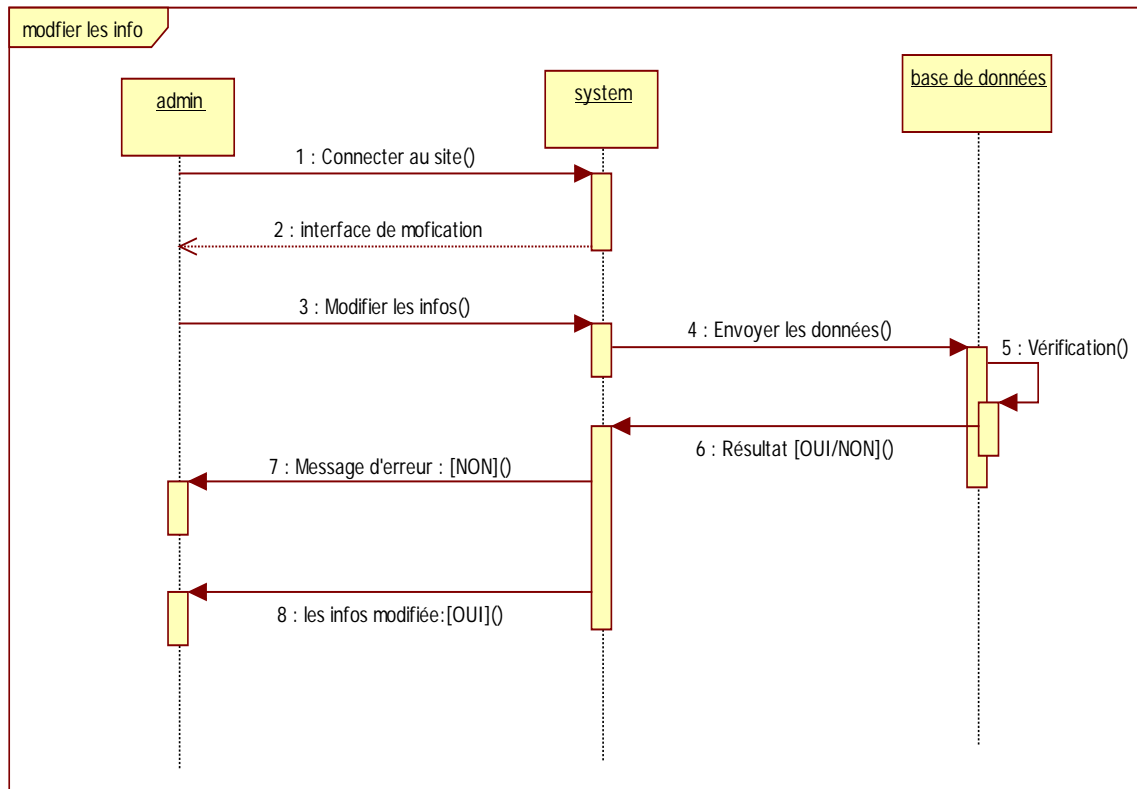 modfier les info
admin
system
base de données
1 : Connecter au site()
2 : interface de mofication
3 : Modifier les infos()
4 : Envoyer les données()
5 : Vérification()
6 : Résultat [OUI/NON]()
7 : Message d'erreur : [NON]()
8 : les infos modifiée:[OUI]()